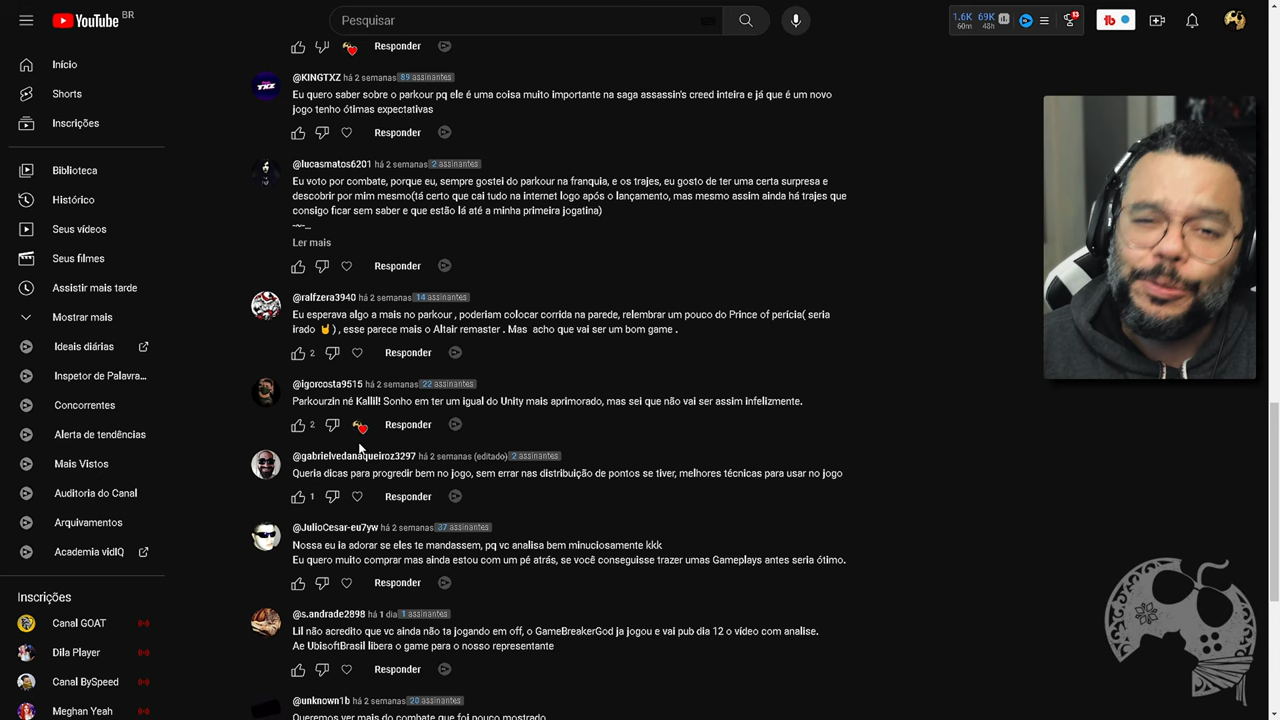 YouTube BR
Pesquisar
1.6K 60m 69K 48h
13
tb
Início
Shorts
Inscrições
Biblioteca
Histórico
Seus vídeos
Seus filmes
Assistir mais tarde
Mostrar mais
Ideais diárias
Inspetor de Palavra...
Concorrentes
Alerta de tendências
Mais Vistos
Auditoria do Canal
Arquivamentos
Academia vidIQ
Inscrições
Canal GOAT
Dila Player
Canal BySpeed
Meghan Yeah
Responder
@KINGTXZ há 2 semanas 89 assinantes
Eu quero saber sobre o parkour pq ele é uma coisa muito importante na saga assassin's creed inteira e já que é um novo
jogo tenho ótimas expectativas
Responder
@lucasmatos6201 há 2 semanas 2 assinantes
Eu voto por combate, porque eu, sempre gostei do parkour na franquia, e os trajes, eu gosto de ter uma certa surpresa e
descobrir por mim mesmo(tá certo que cai tudo na internet logo após o lançamento, mas mesmo assim ainda há trajes que
consigo ficar sem saber e que estão lá até a minha primeira jogatina)
Ler mais
Responder
@ralfzera3940 há 2 semanas 14 assinantes
Eu esperava algo a mais no parkour , poderiam colocar corrida na parede, relembrar um pouco do Prince of perícia( seria
irado 🤘) , esse parece mais o Altair remaster . Mas acho que vai ser um bom game .
2 Responder
@igorcosta9515 há 2 semanas 22 assinantes
Parkourzin né Kallil! Sonho em ter um igual do Unity mais aprimorado, mas sei que não vai ser assim infelizmente.
2 Responder
@gabrielvedanaqueiroz3297 há 2 semanas (editado) 2 assinantes
Queria dicas para progredir bem no jogo, sem errar nas distribuição de pontos se tiver, melhores técnicas para usar no jogo
1 Responder
@JulioCesar-eu7yw há 2 semanas 37 assinantes
Nossa eu ia adorar se eles te mandassem, pq vc analisa bem minuciosamente kkk
Eu quero muito comprar mas ainda estou com um pé atrás, se você conseguisse trazer umas Gameplays antes seria ótimo.
Responder
@s.andrade2898 há 1 dia 1 assinantes
Lil não acredito que vc ainda não ta jogando em off, o GameBreakerGod ja jogou e vai pub dia 12 o vídeo com analise.
Ae UbisoftBrasil libera o game para o nosso representante
Responder
@unknown1b há 2 semanas 20 assinantes
Queremos ver mais do combate que foi pouco mostrado